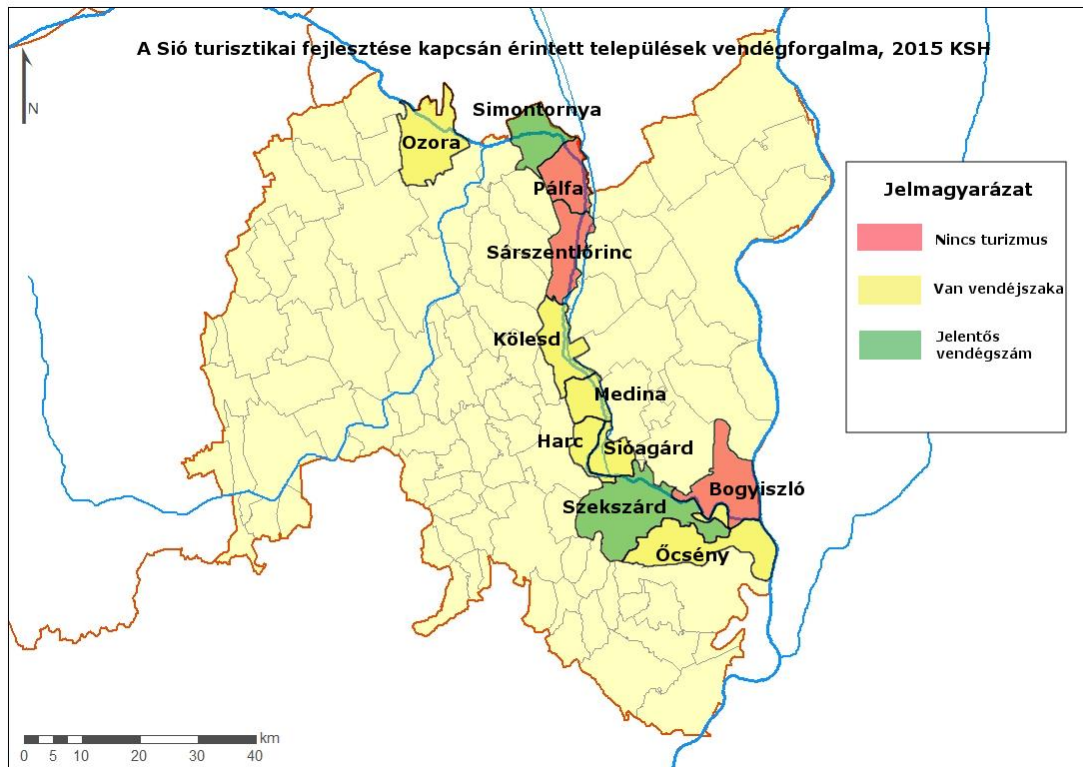 A Sió turisztikai fejlesztése kapcsán érintett települések vendégforgalma, 2015 KSH
N
Simontornya
Ozora
Pálfa
Sárszentlőrinc
Kölesd
Medina
Harc
Sióagárd
Bogyiszló
Szekszárd
Őcsény
Jelmagyarázat
Nincs turizmus
Van vendéjszaka
Jelentős
vendégszám
km
0 5 10 20 30 40